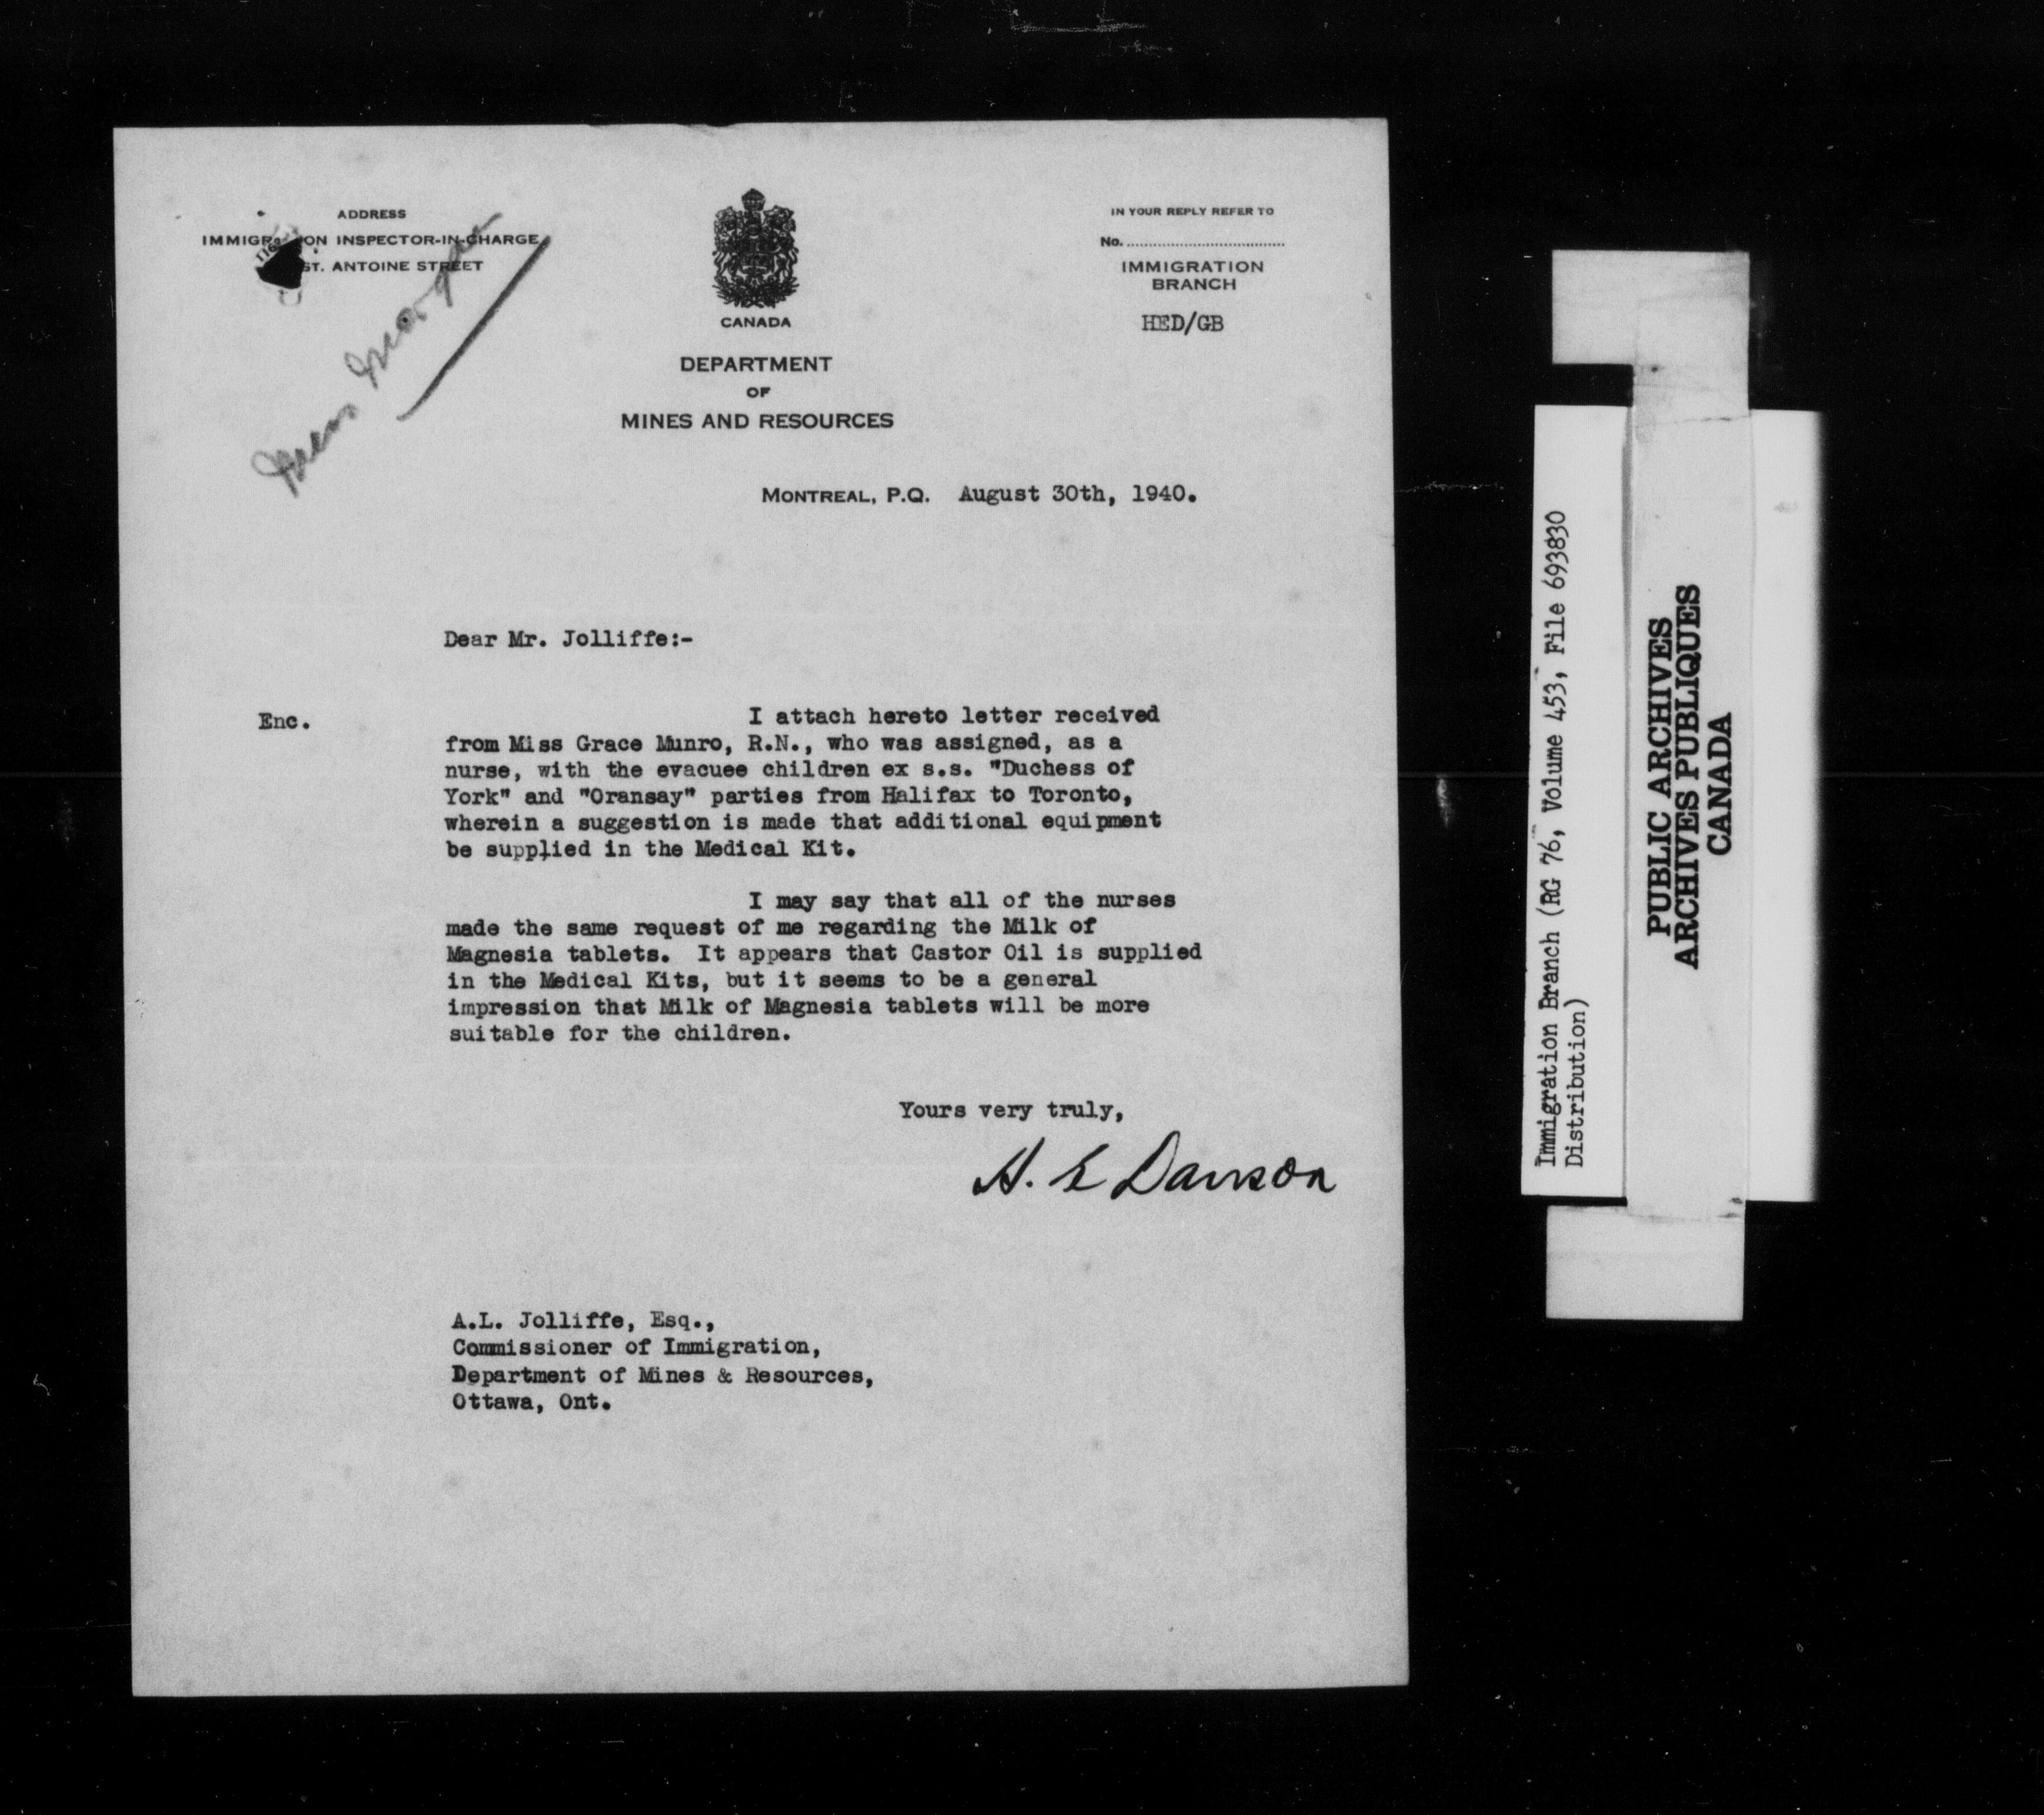 ADDRESS
IMMIGRATION INSPECTOR-IN-CHARGE
ST. ANTOINE STREET
CANADA
DEPARTMENT
OF
MINES AND RESOURCES
IN YOUR REPLY REFER TO
No.
IMMIGRATION
BRANCH
HED/GB
MONTREAL, P.Q. August 30th, 1940.
Dear Mr. Jolliffe:-
Enc.
I attach hereto letter received
from Miss Grace Munro, R.N., who was assigned, as a
nurse, with the evacuee children ex s.s. "Duchess of
York" and "Oransay" parties from Halifax to Toronto,
wherein a suggestion is made that additional equipment
be supplied in the Medical Kit.
I may say that all of the nurses
made the same request of me regarding the Milk of
Magnesia tablets. It appears that Castor Oil is supplied
in the Medical Kits, but it seems to be a general
impression that Milk of Magnesia tablets will be more
suitable for the children.
Yours very truly,
H. E Dawson
A.L. Jolliffe, Esq.,
Commissioner of Immigration,
Department of Mines & Resources,
Ottawa, Ont.
Immigration Branch (RG 76, Volume 453, File 693830
Distribution)
PUBLIC ARCHIVES
ARCHIVES PUBLIQUES
CANADA